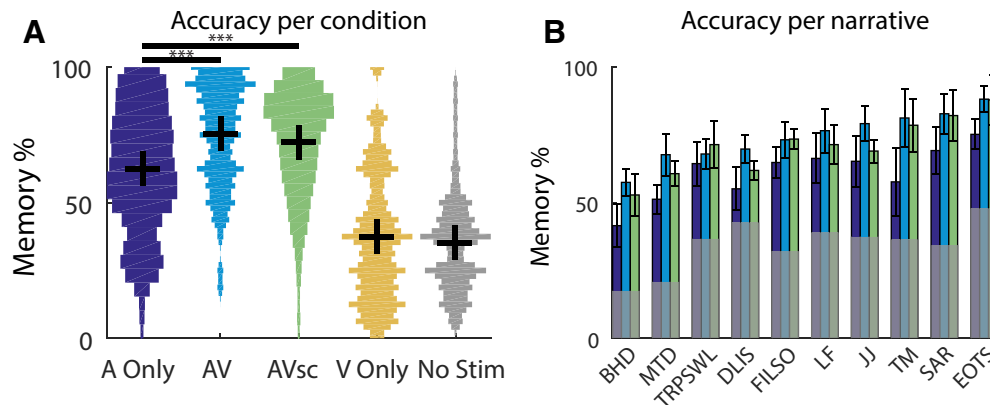 A
Accuracy per condition
***
***
Memory %
100
50
0
A Only AV AVsc V Only No Stim
B
Accuracy per narrative
Memory %
100
50
0
BHD MTD TRPSWL DLIS FILSO LF JJ TM SAR EOTS